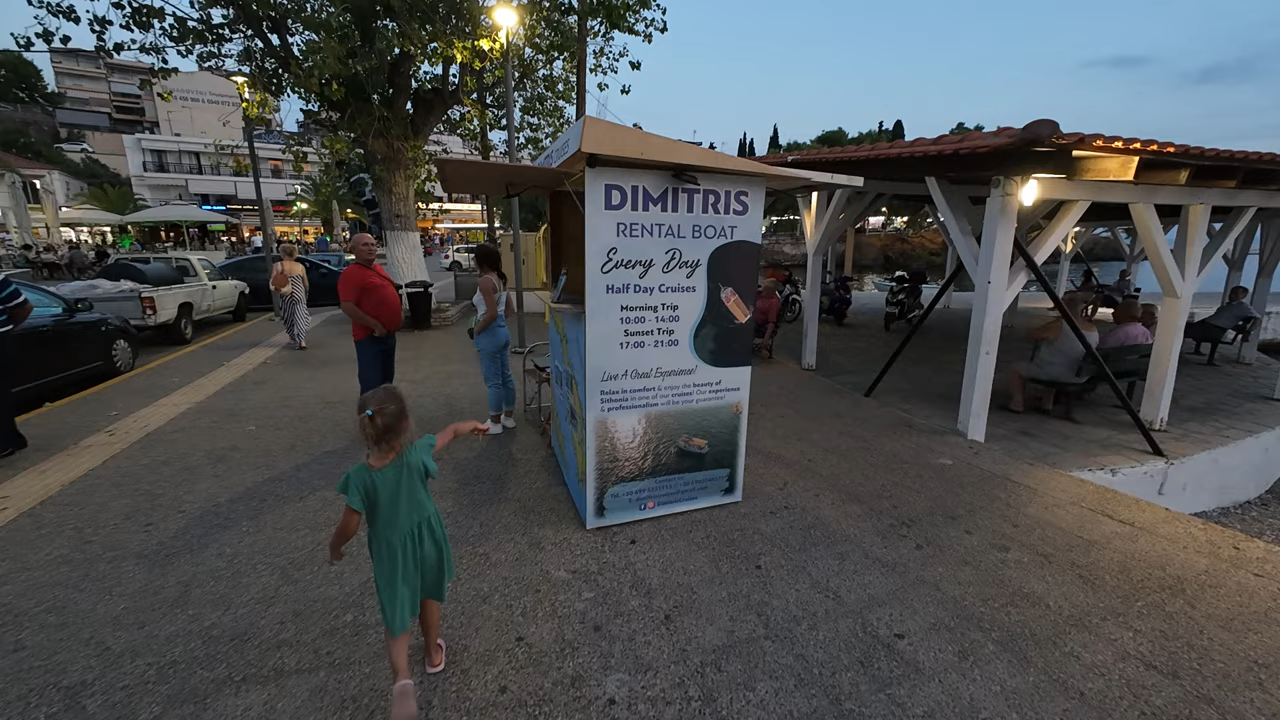 DIMITRIS
RENTAL BOAT
Every Day
Half Day Cruises
Morning Trip
10:00 - 14:00
Sunset Trip
17:00 - 21:00
Live A Great Experience!
Relax in comfort & enjoy the beauty of
Sithonia in one of our cruises! Our experience
& professionalism will be your guarantee!
Contact us